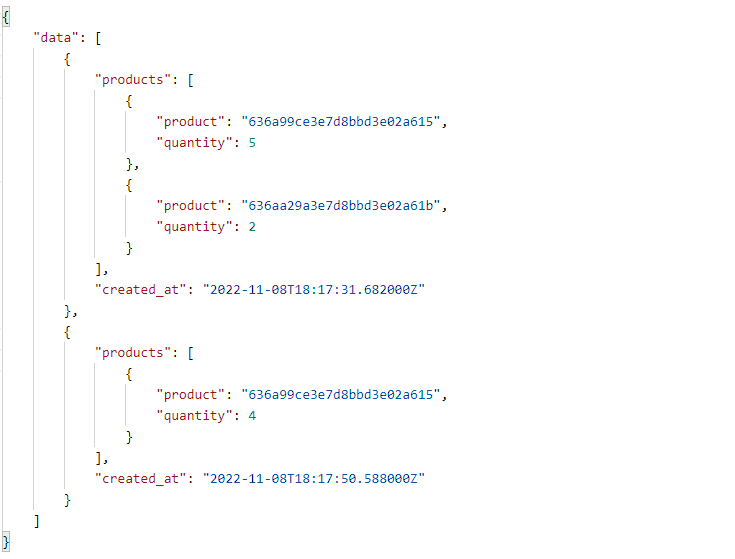 {
"data": [
{
"products": [
{
"product": "636a99ce3e7d8bbd3e02a615",
"quantity": 5
},
{
"product": "636aa29a3e7d8bbd3e02a61b",
"quantity": 2
}
],
"created_at": "2022-11-08T18:17:31.682000Z"
},
{
"products": [
{
"product": "636a99ce3e7d8bbd3e02a615",
"quantity": 4
}
],
"created_at": "2022-11-08T18:17:50.588000Z"
}
]
}